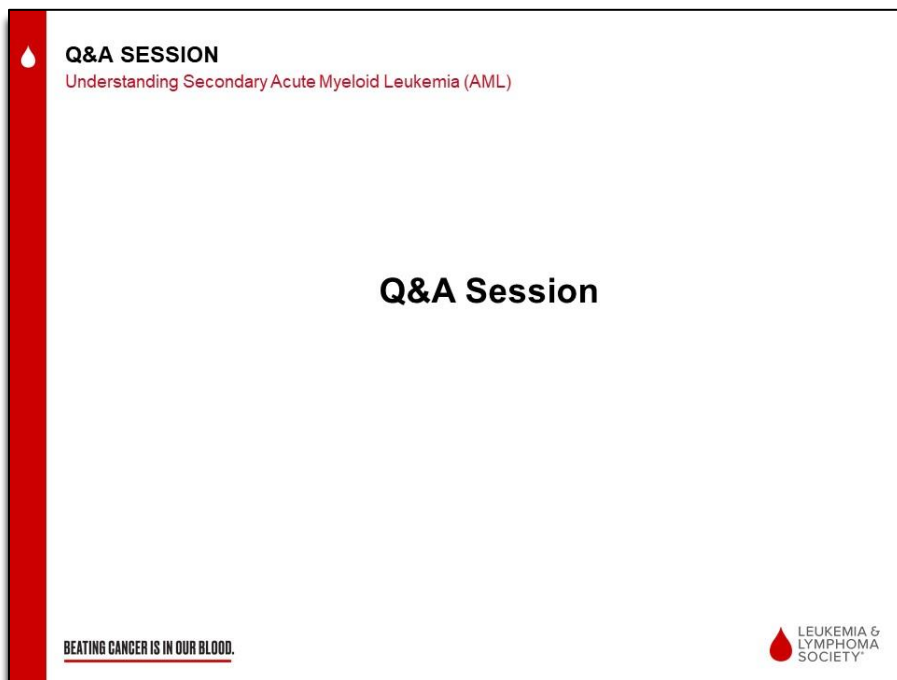 Q&A SESSION
Understanding Secondary Acute Myeloid Leukemia (AML)
Q&A Session
BEATING CANCER IS IN OUR BLOOD.
LEUKEMIA &
LYMPHOMA
SOCIETY®